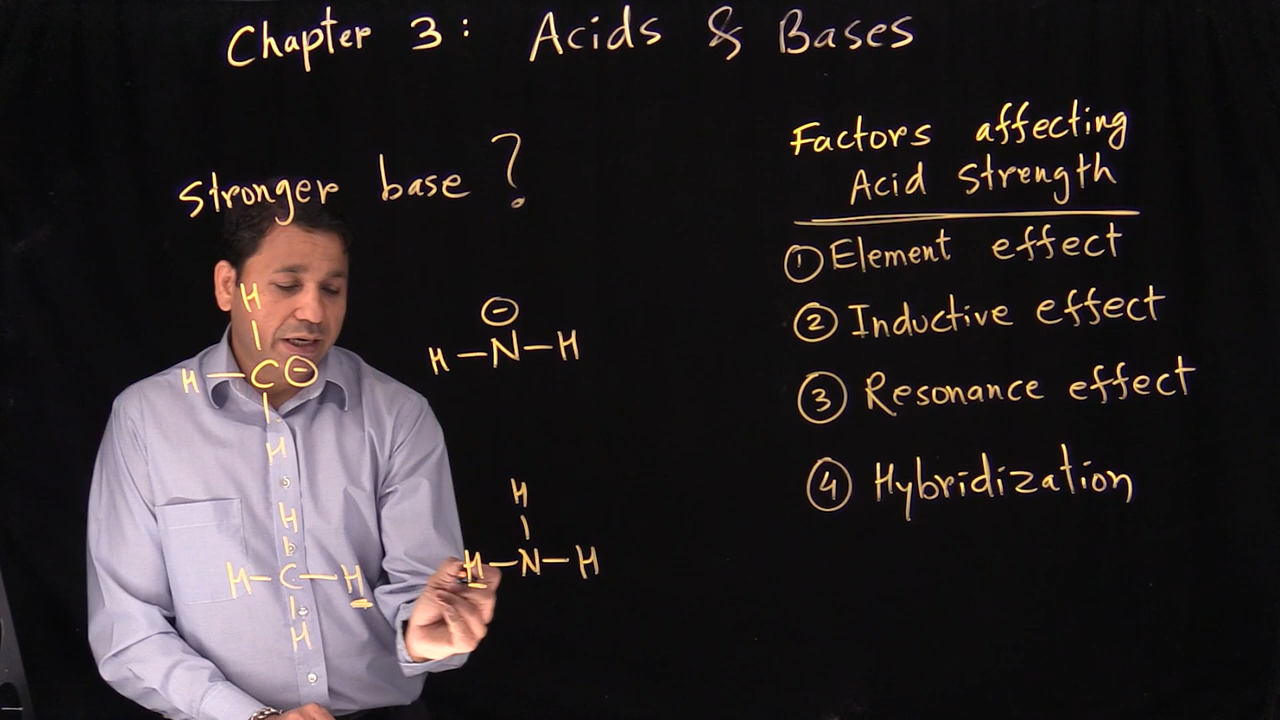 Chapter 3: Acids & Bases
Stronger base?
H
H-C⊖
H
⊖
H-N-H
H
H-C-H
H
H
H-N-H
Factors affecting
Acid Strength
① Element effect
② Inductive effect
③ Resonance effect
④ Hybridization